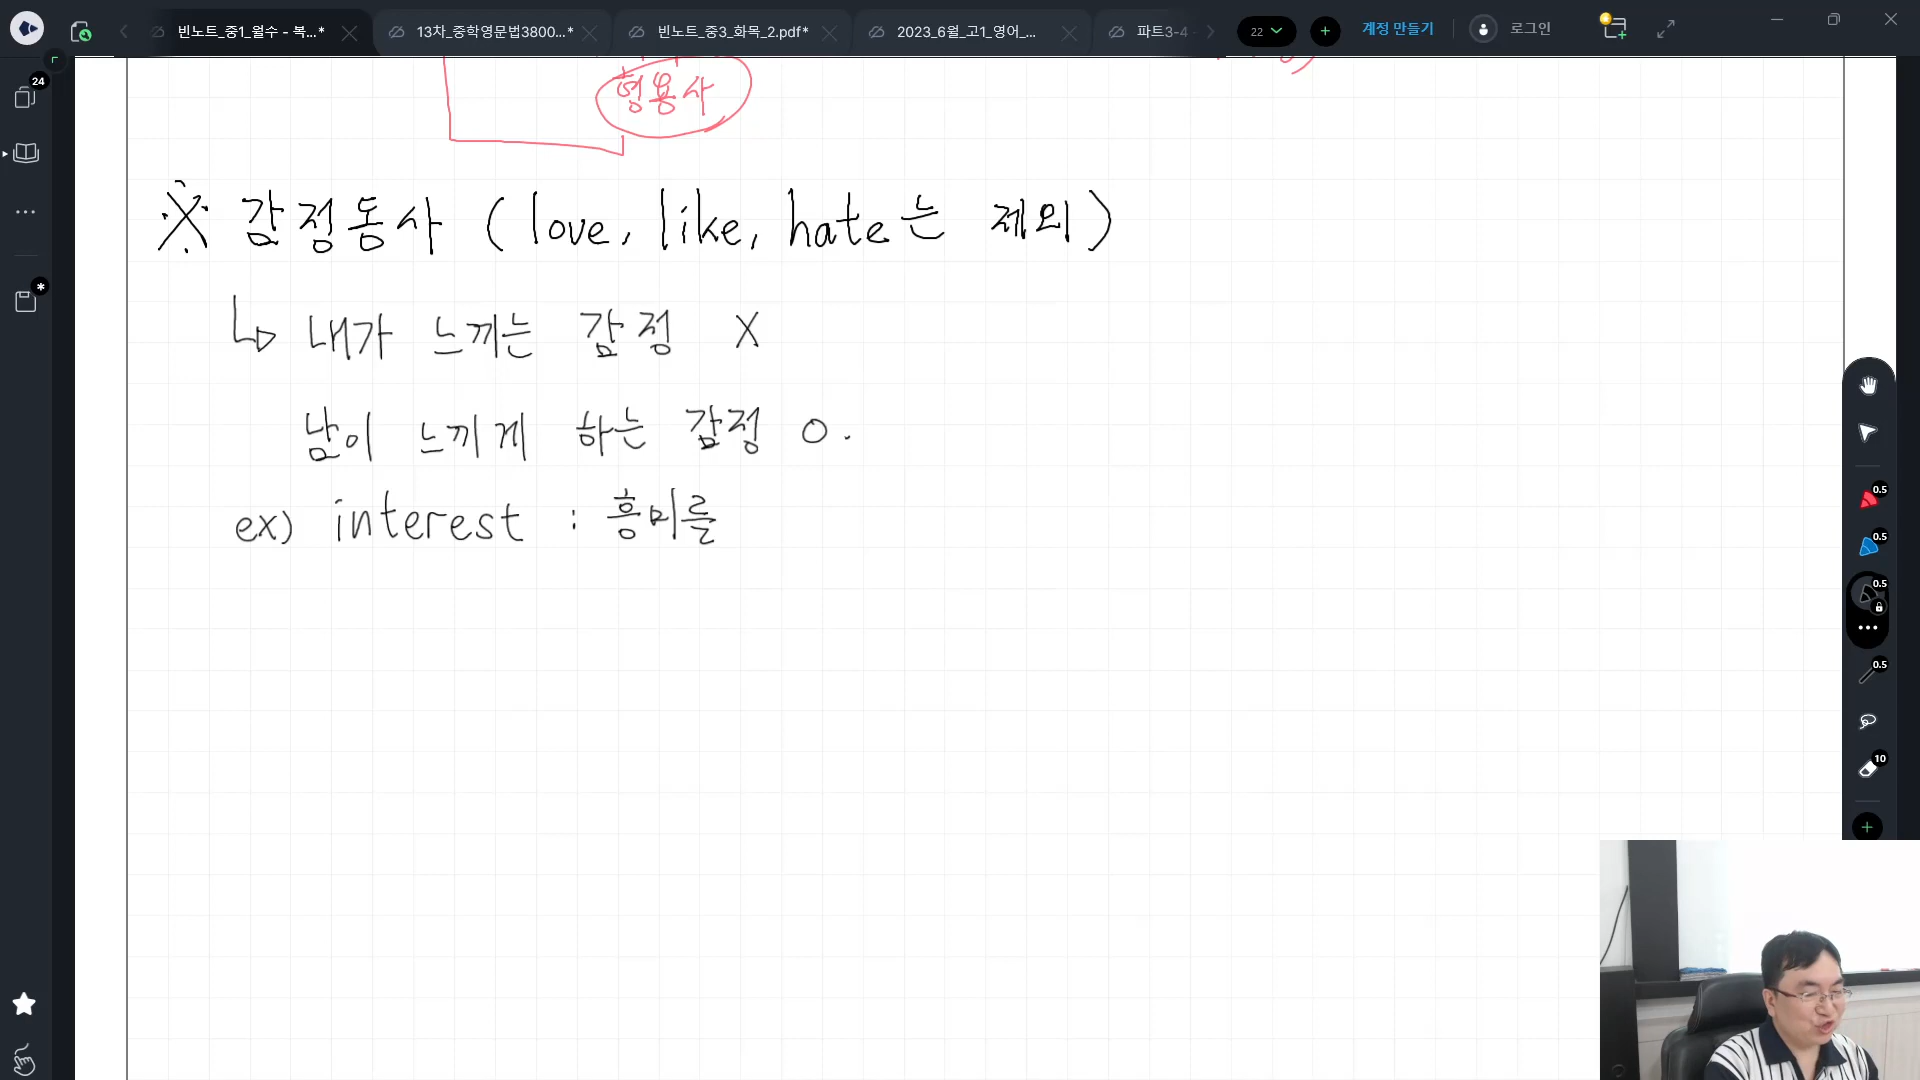 빈노트_중1_월수 - 복...*
13차_중학영문법3800...*
빈노트_중3_화목_2.pdf*
2023_6월_고1_영어_...
파트3-4 -
22
계정 만들기
로그인
24
형용사
※ 감정동사 (love, like, hate는 제외)
↳ 내가 느끼는 감정 X
남이 느끼게 하는 감정 O.
ex) interest : 흥미를
0.5
0.5
0.5
0.5
10